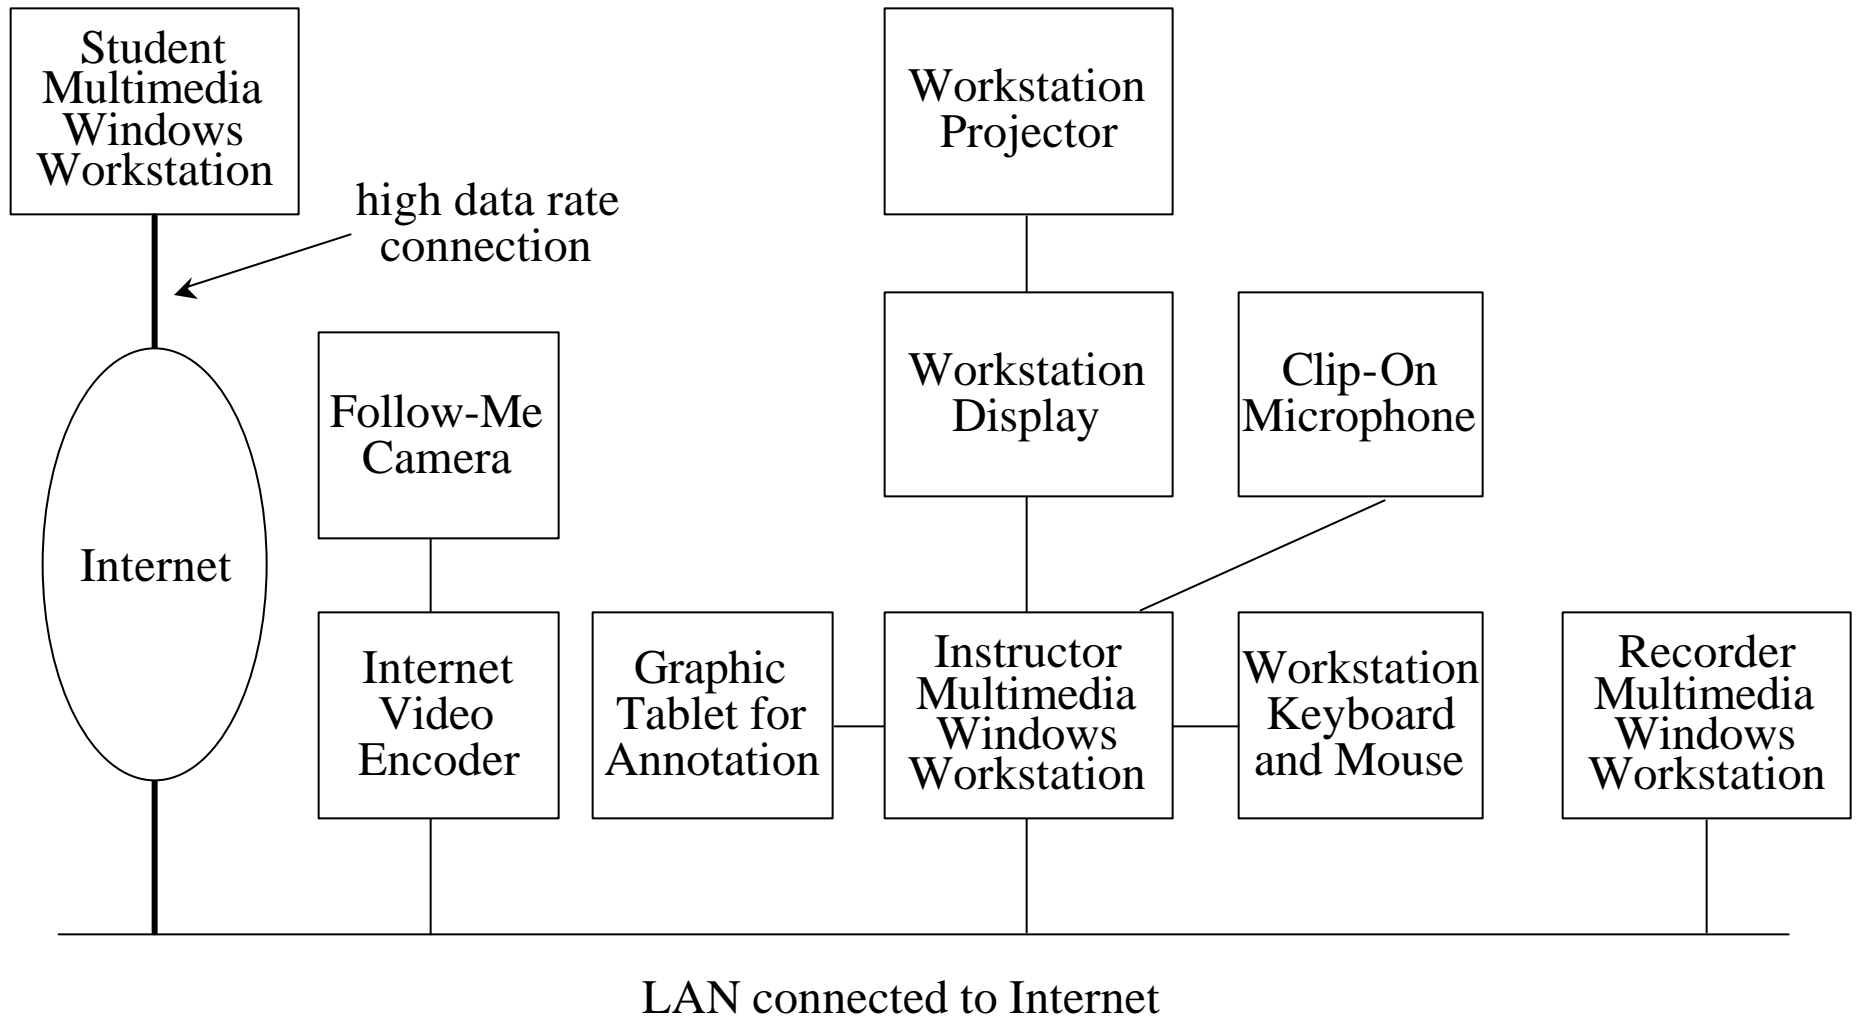 Student
Multimedia
Windows
Workstation
high data rate
connection
Workstation
Projector
Workstation
Display
Clip-On
Microphone
Follow-Me
Camera
Internet
Internet
Video
Encoder
Graphic
Tablet for
Annotation
Instructor
Multimedia
Windows
Workstation
Workstation
Keyboard
and Mouse
Recorder
Multimedia
Windows
Workstation
LAN connected to Internet